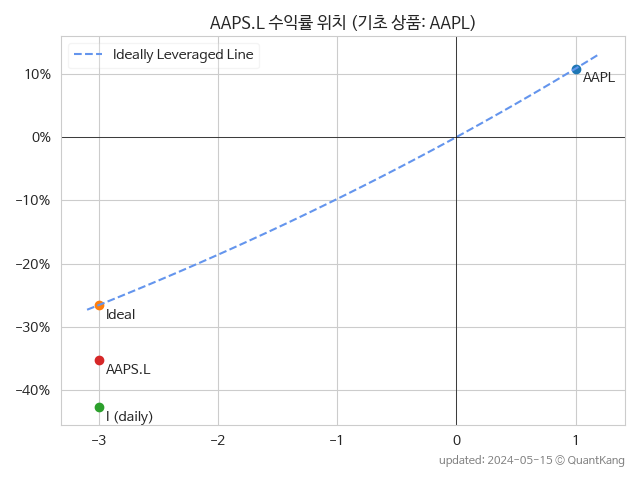 AAPS.L 수익률 위치 (기초 상품: AAPL)
Ideally Leveraged Line
10%
0%
−10%
−20%
−30%
−40%
AAPL
Ideal
AAPS.L
I (daily)
−3
−2
−1
0
1
updated: 2024-05-15 © QuantKang